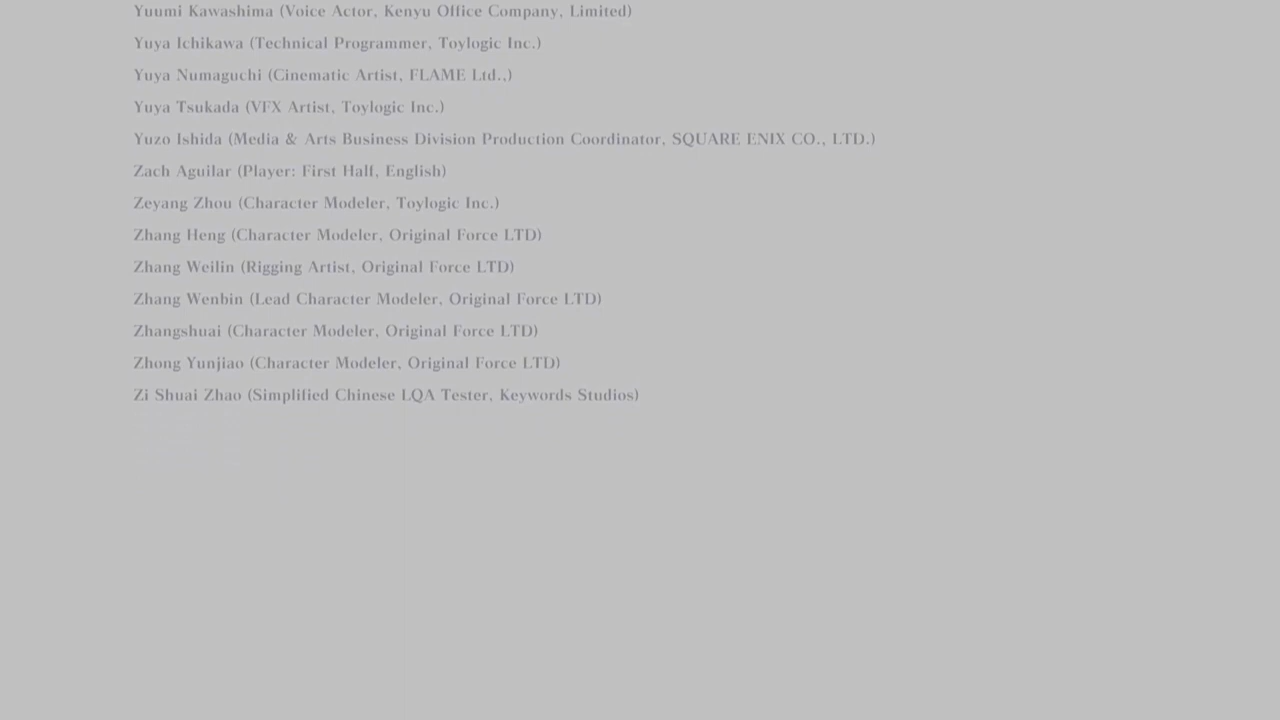 Yuumi Kawashima (Voice Actor, Kenyu Office Company, Limited)
Yuya Ichikawa (Technical Programmer, Toylogic Inc.)
Yuya Numaguchi (Cinematic Artist, FLAME Ltd.,)
Yuya Tsukada (VFX Artist, Toylogic Inc.)
Yuzo Ishida (Media & Arts Business Division Production Coordinator, SQUARE ENIX CO., LTD.)
Zach Aguilar (Player: First Half, English)
Zeyang Zhou (Character Modeler, Toylogic Inc.)
Zhang Heng (Character Modeler, Original Force LTD)
Zhang Weilin (Rigging Artist, Original Force LTD)
Zhang Wenbin (Lead Character Modeler, Original Force LTD)
Zhangshuai (Character Modeler, Original Force LTD)
Zhong Yunjiao (Character Modeler, Original Force LTD)
Zi Shuai Zhao (Simplified Chinese LQA Tester, Keywords Studios)